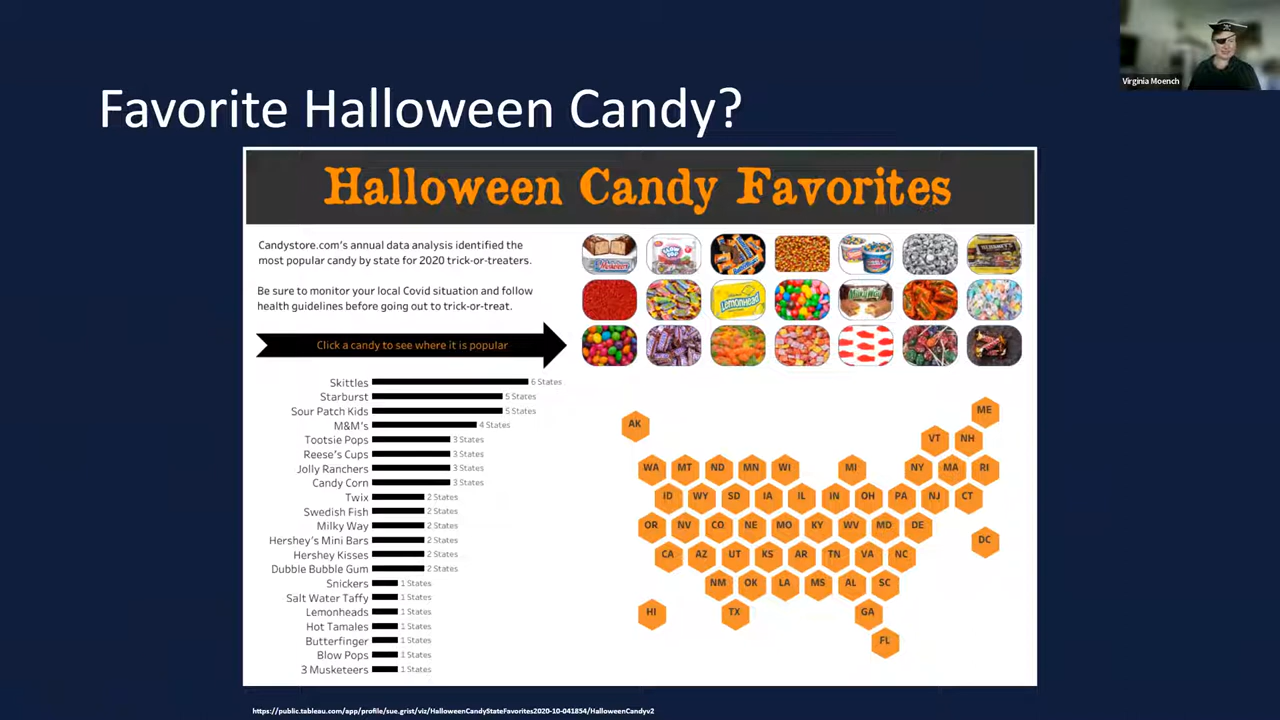 Virginia Moench
Favorite Halloween Candy?
Halloween Candy Favorites
Candystore.com's annual data analysis identified the
most popular candy by state for 2020 trick-or-treaters.
Be sure to monitor your local Covid situation and follow
health guidelines before going out to trick-or-treat.
Click a candy to see where it is popular
Skittles 6 States
Starburst 5 States
Sour Patch Kids 5 States
M&M's 4 States
Tootsie Pops 3 States
Reese's Cups 3 States
Jolly Ranchers 3 States
Candy Corn 3 States
Twix 2 States
Swedish Fish 2 States
Milky Way 2 States
Hershey's Mini Bars 2 States
Hershey Kisses 2 States
Dubble Bubble Gum 2 States
Snickers 1 States
Salt Water Taffy 1 States
Lemonheads 1 States
Hot Tamales 1 States
Butterfinger 1 States
Blow Pops 1 States
3 Musketeers 1 States
LEMONHEAD
ME
AK
VT NH
WA MT ND MN WI MI NY MA RI
ID WY SD IA IL IN OH PA NJ CT
OR NV CO NE MO KY WV MD DE
DC
CA AZ UT KS AR TN VA NC
NM OK LA MS AL SC
HI TX GA
FL
https://public.tableau.com/app/profile/sue.grist/viz/HalloweenCandyStateFavorites2020-10-041854/HalloweenCandyv2